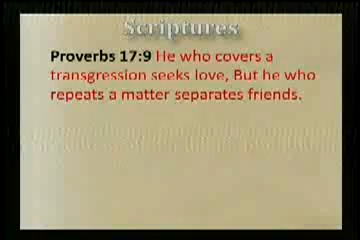 Scriptures
Proverbs 17:9 He who covers a
transgression seeks love, But he who
repeats a matter separates friends.